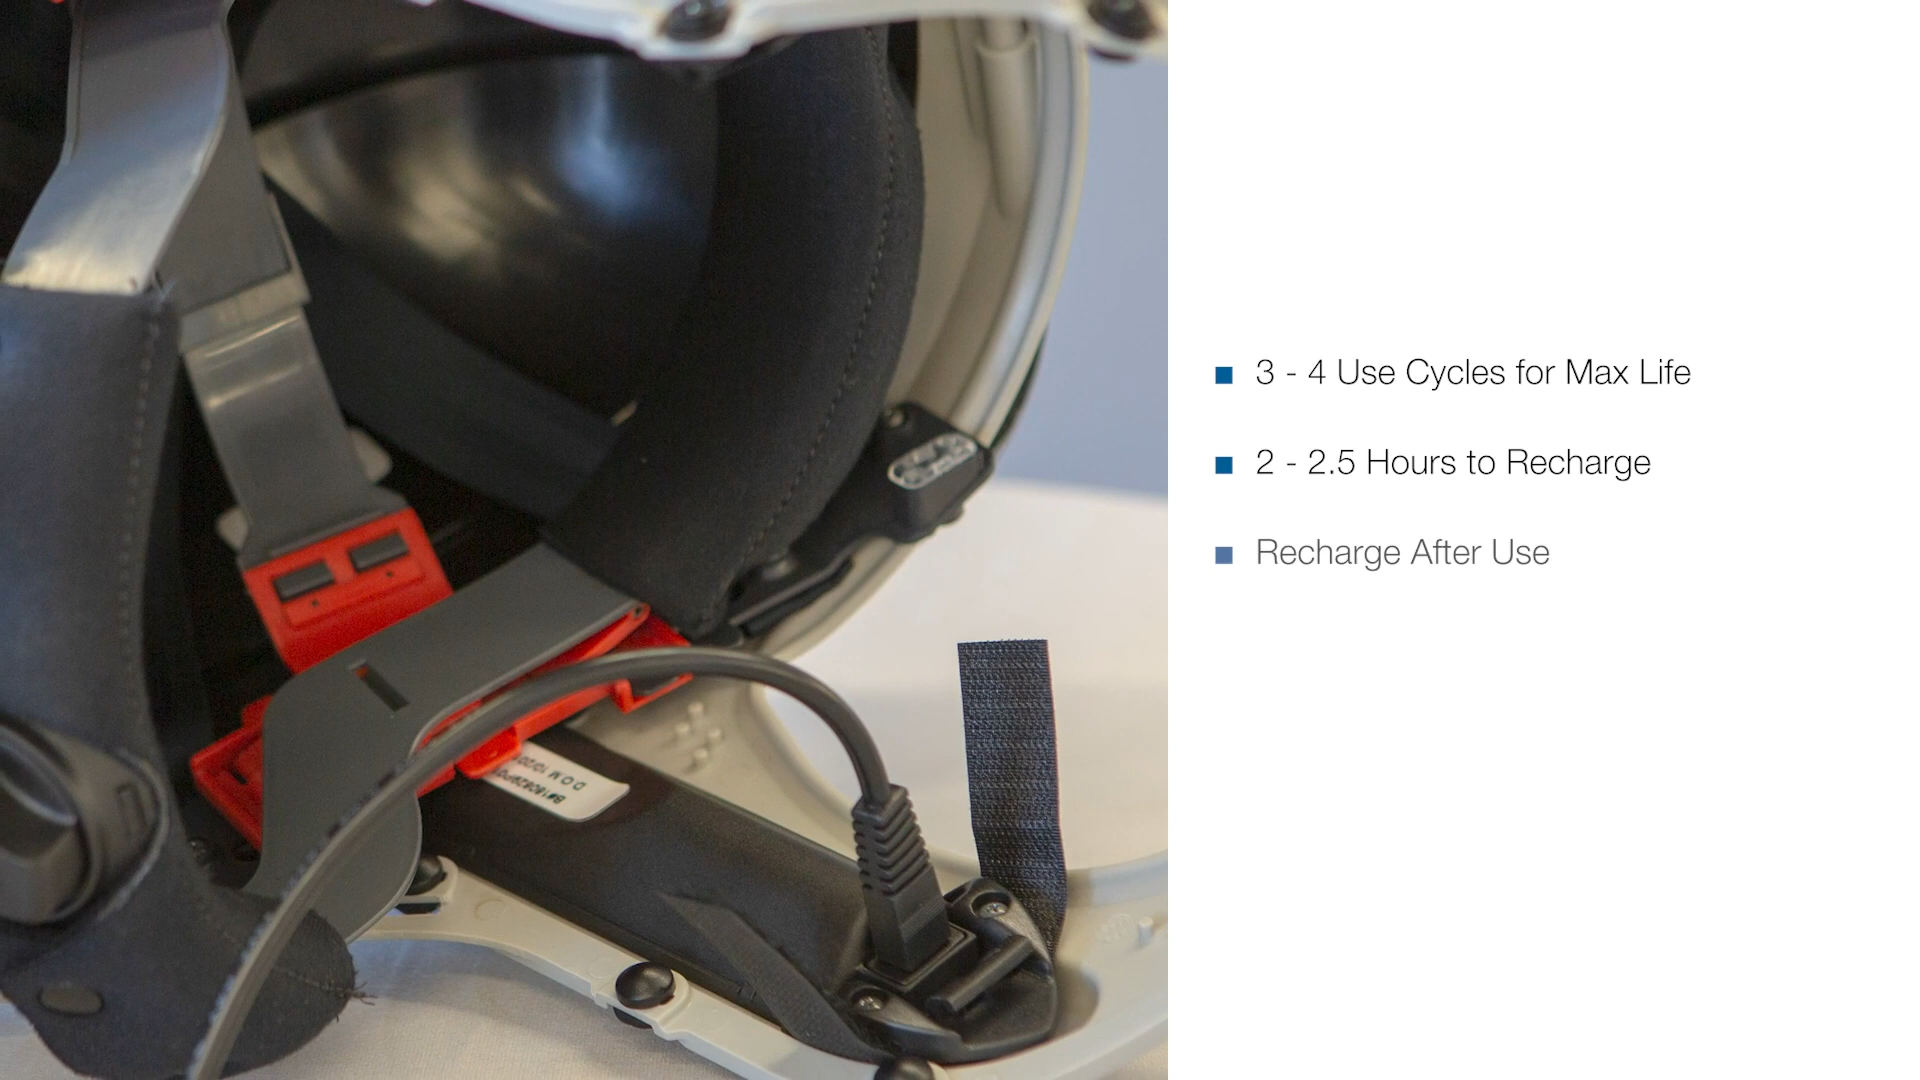 3 - 4 Use Cycles for Max Life
2 - 2.5 Hours to Recharge
Recharge After Use